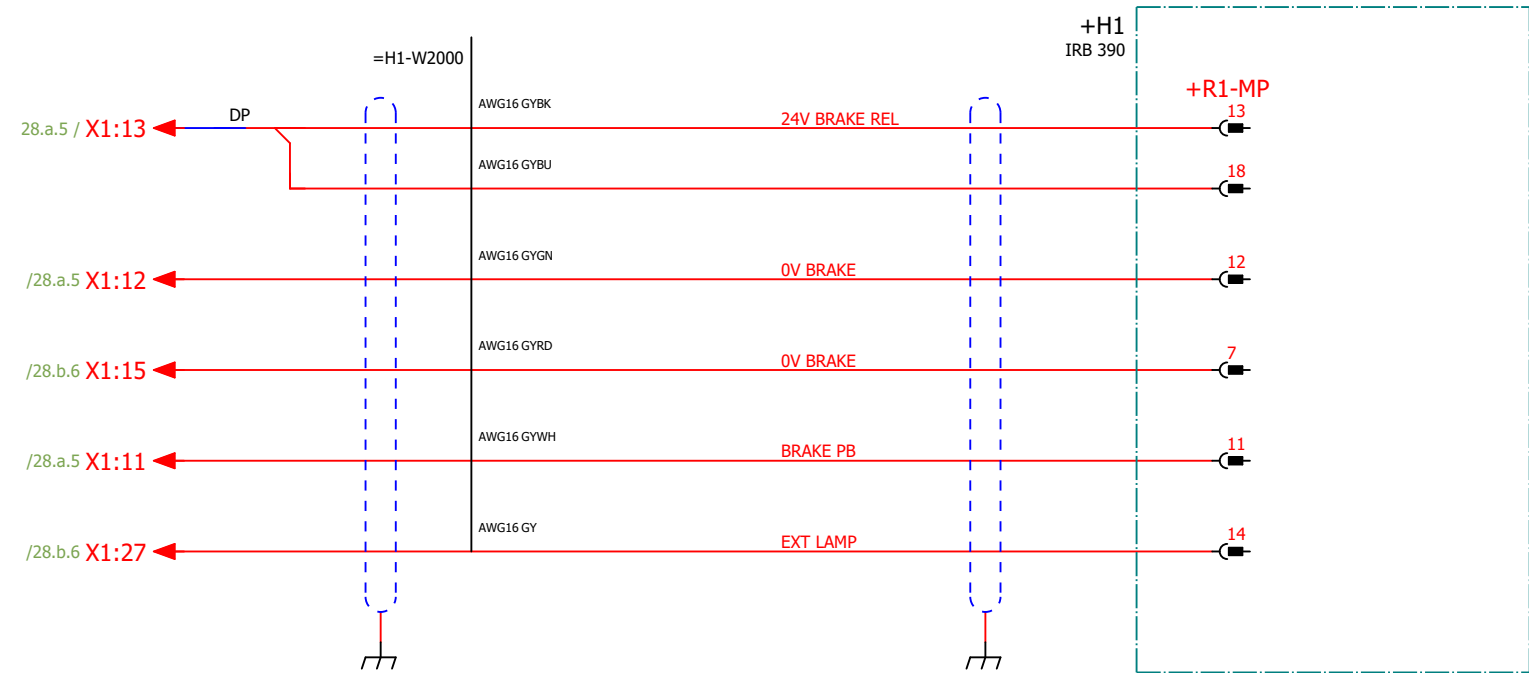 +H1
IRB 390
=H1-W2000
+R1-MP
28.a.5 / X1:13
DP
AWG16 GYBK
24V BRAKE REL
13
AWG16 GYBU
18
/28.a.5 X1:12
AWG16 GYGN
0V BRAKE
12
/28.b.6 X1:15
AWG16 GYRD
0V BRAKE
7
/28.a.5 X1:11
AWG16 GYWH
BRAKE PB
11
/28.b.6 X1:27
AWG16 GY
EXT LAMP
14